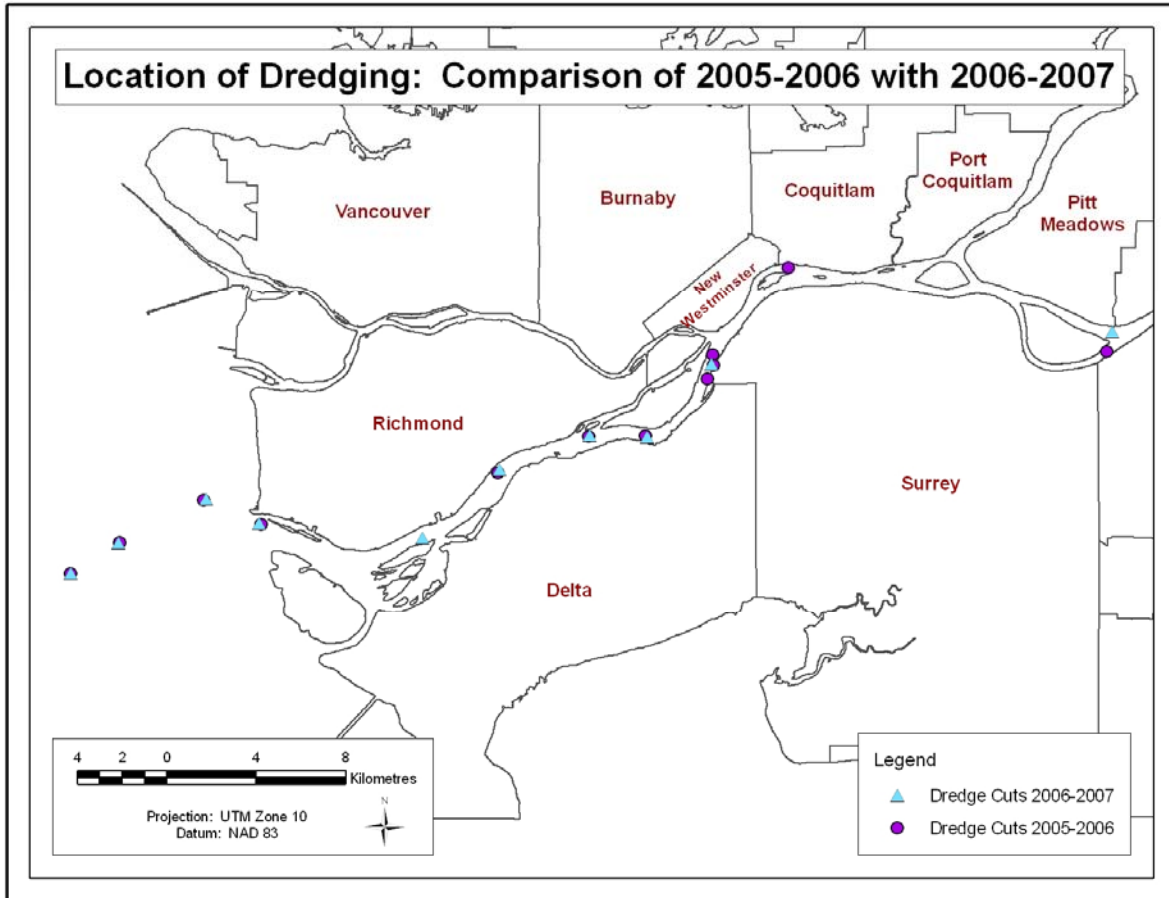 Location of Dredging: Comparison of 2005-2006 with 2006-2007
Port
Coquitlam
Coquitlam
Burnaby
Vancouver
Pitt
Meadows
New
Westminster
Richmond
Surrey
Delta
4 2 0 4 8
Kilometres
N
Projection: UTM Zone 10
Datum: NAD 83
Legend
Dredge Cuts 2006-2007
Dredge Cuts 2005-2006